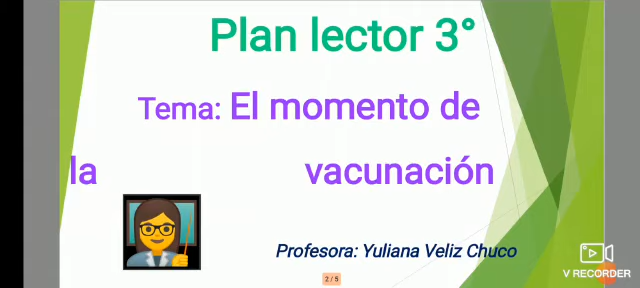 Plan lector 3°
Tema: El momento de
la vacunación
Profesora: Yuliana Veliz Chuco
2/5
V RECORDER